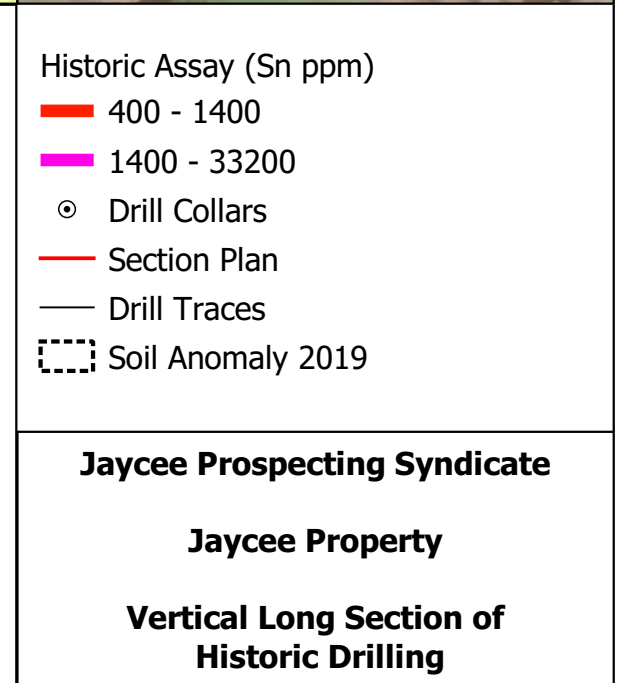 Historic Assay (Sn ppm)
400 - 1400
1400 - 33200
Drill Collars
Section Plan
Drill Traces
Soil Anomaly 2019
Jaycee Prospecting Syndicate
Jaycee Property
Vertical Long Section of
Historic Drilling